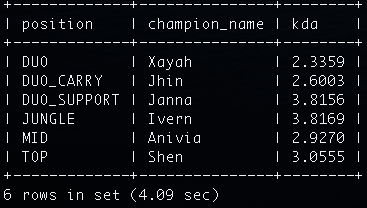 +-------------+---------------+--------+
| position    | champion_name | kda    |
+-------------+---------------+--------+
| DUO         | Xayah         | 2.3359 |
| DUO_CARRY   | Jhin          | 2.6003 |
| DUO_SUPPORT | Janna         | 3.8156 |
| JUNGLE      | Ivern         | 3.8169 |
| MID         | Anivia        | 2.9270 |
| TOP         | Shen          | 3.0555 |
+-------------+---------------+--------+
6 rows in set (4.09 sec)